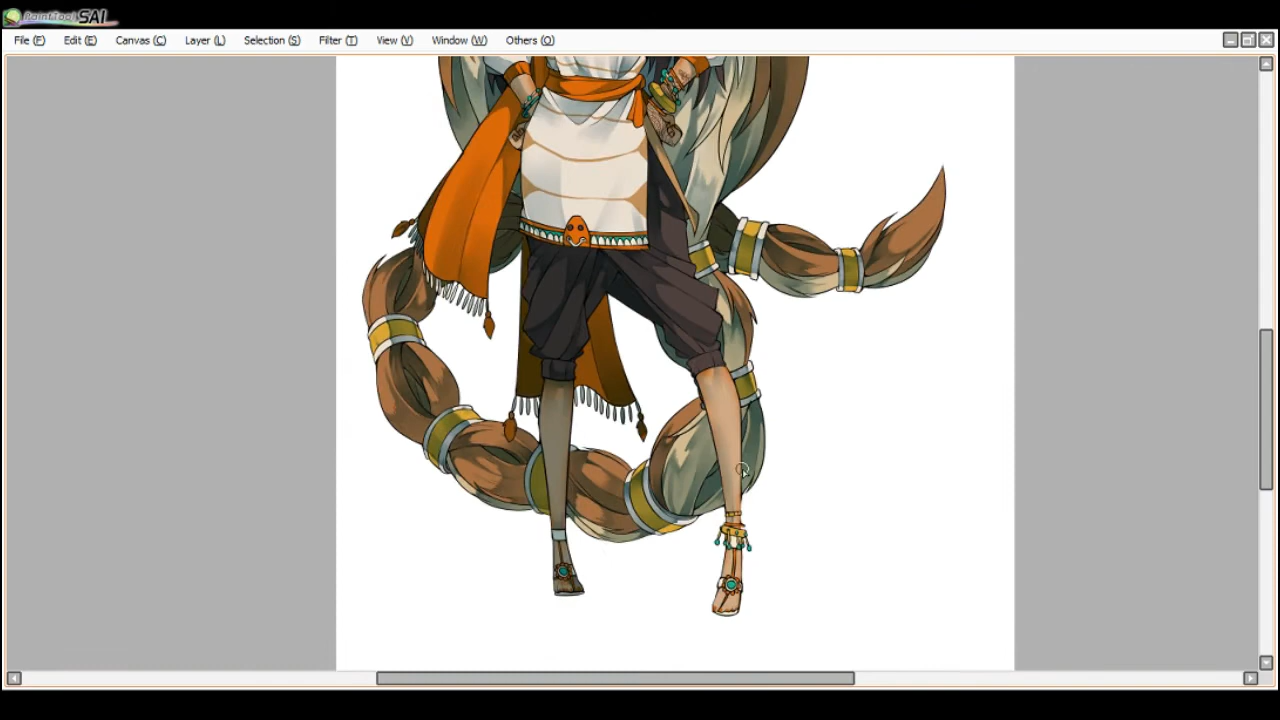 PaintTool SAI
File (F) Edit (E) Canvas (C) Layer (L) Selection (S) Filter (T) View (V) Window (W) Others (O)